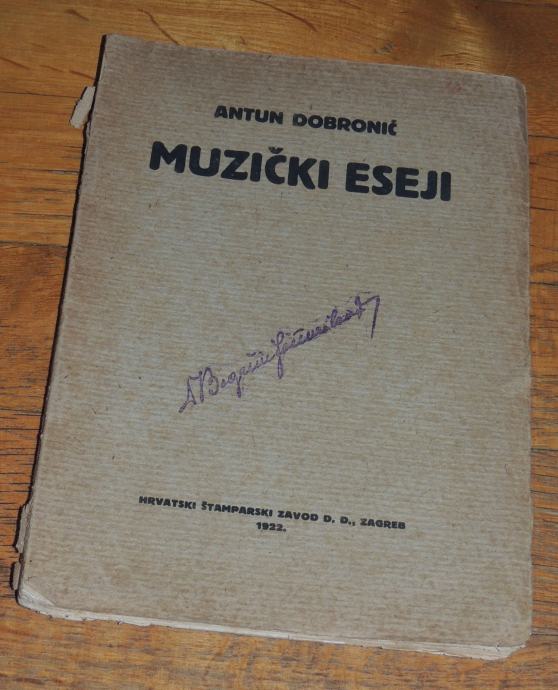 ANTUN DOBRONIĆ
MUZIČKI ESEJI
HRVATSKI ŠTAMPARSKI ZAVOD D. D., ZAGREB
1922.